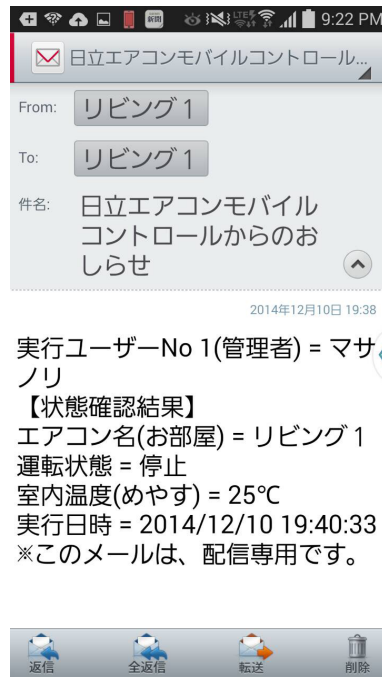 新聞 LTE 9:22 PM
日立エアコンモバイルコントロール...
From: リビング 1
To: リビング 1
件名: 日立エアコンモバイル
コントロールからのお
しらせ
2014年12月10日 19:38
実行ユーザーNo 1(管理者) = マサ
ノリ
【状態確認結果】
エアコン名(お部屋) = リビング 1
運転状態 = 停止
室内温度(めやす) = 25℃
実行日時 = 2014/12/10 19:40:33
※このメールは、配信専用です。
返信 全返信 転送 削除